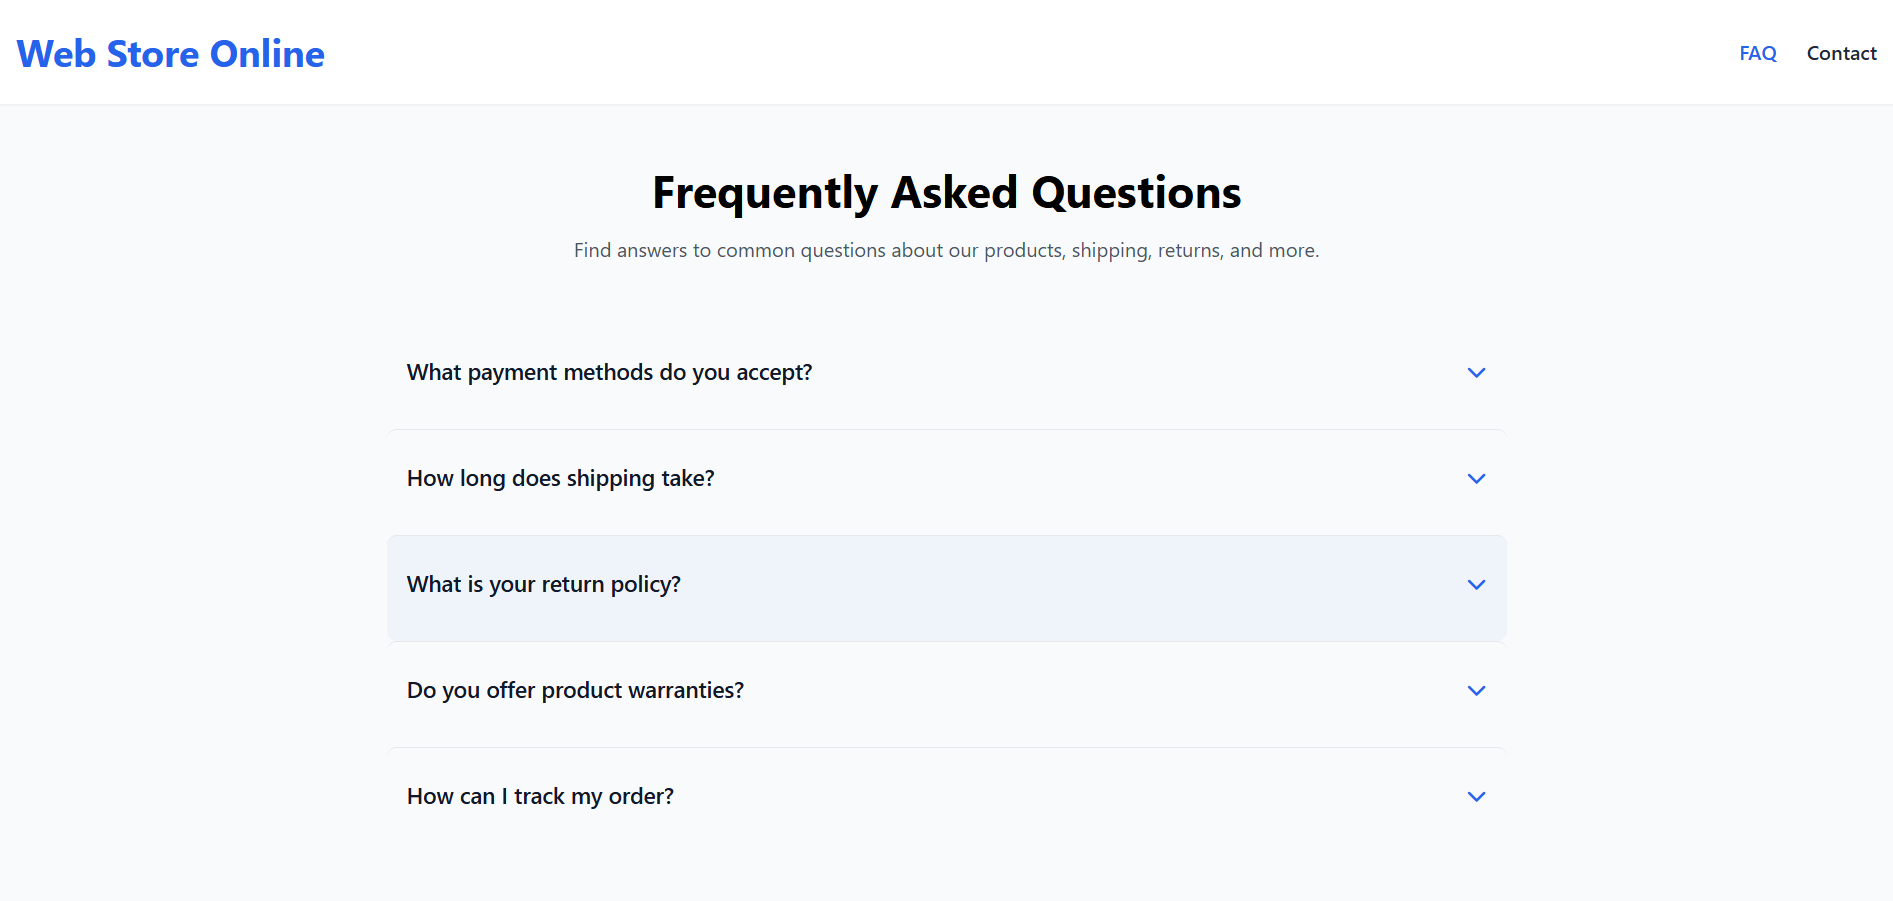 Web Store Online
FAQ Contact
Frequently Asked Questions
Find answers to common questions about our products, shipping, returns, and more.
What payment methods do you accept?
How long does shipping take?
What is your return policy?
Do you offer product warranties?
How can I track my order?